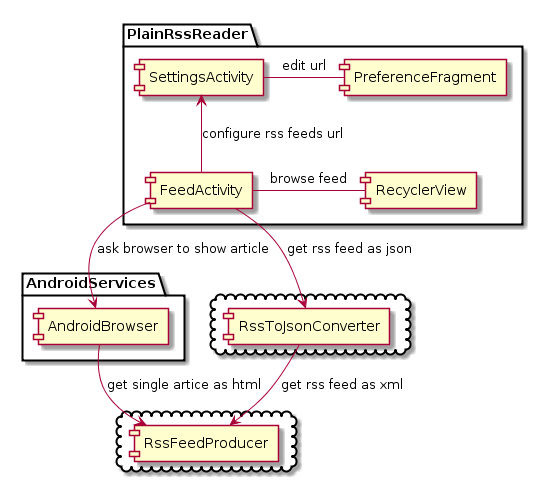 PlainRssReader
SettingsActivity
edit url
PreferenceFragment
configure rss feeds url
FeedActivity
browse feed
RecyclerView
ask browser to show article
get rss feed as json
AndroidServices
AndroidBrowser
RssToJsonConverter
get single artice as html
get rss feed as xml
RssFeedProducer